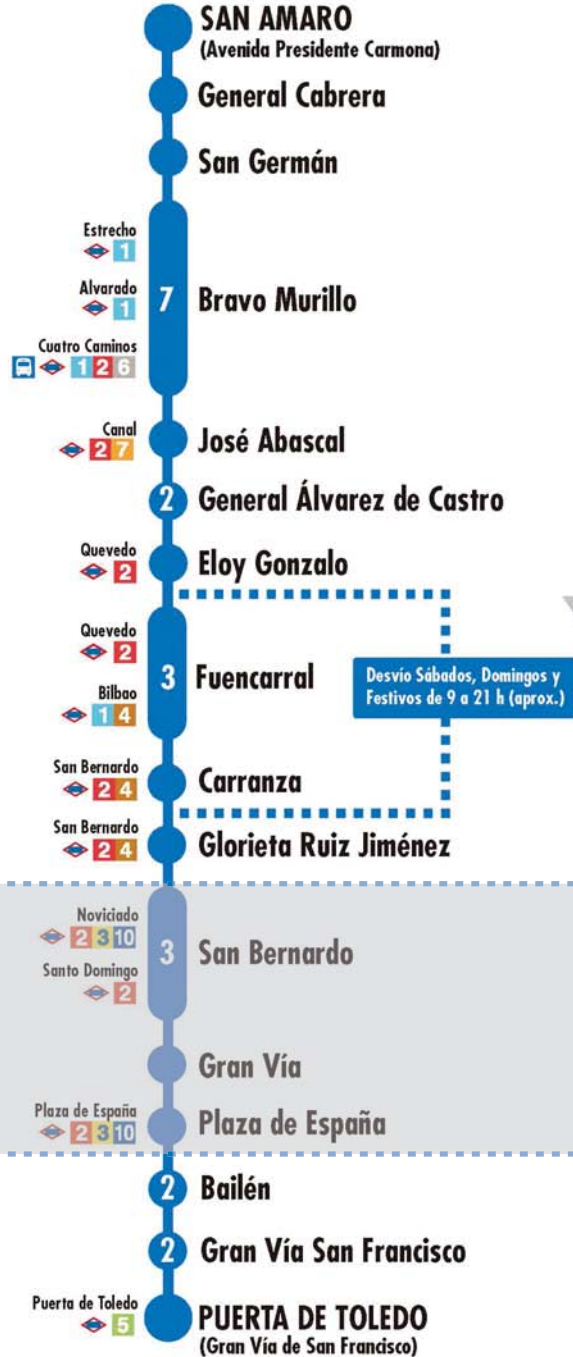 SAN AMARO
(Avenida Presidente Carmona)
General Cabrera
San Germán
Estrecho
1
Alvarado
1
7 Bravo Murillo
Cuatro Caminos
1 2 6
Canal
2 7
José Abascal
2 General Álvarez de Castro
Quevedo
2
Eloy Gonzalo
Quevedo
2
3 Fuencarral
Desvío Sábados, Domingos y
Festivos de 9 a 21 h (aprox.)
Bilbao
1 4
San Bernardo
2 4
Carranza
San Bernardo
2 4
Glorieta Ruiz Jiménez
Noviciado
2 3 10
3 San Bernardo
Santo Domingo
2
Gran Vía
Plaza de España
2 3 10
Plaza de España
2 Bailén
2 Gran Vía San Francisco
Puerta de Toledo
5
PUERTA DE TOLEDO
(Gran Vía de San Francisco)